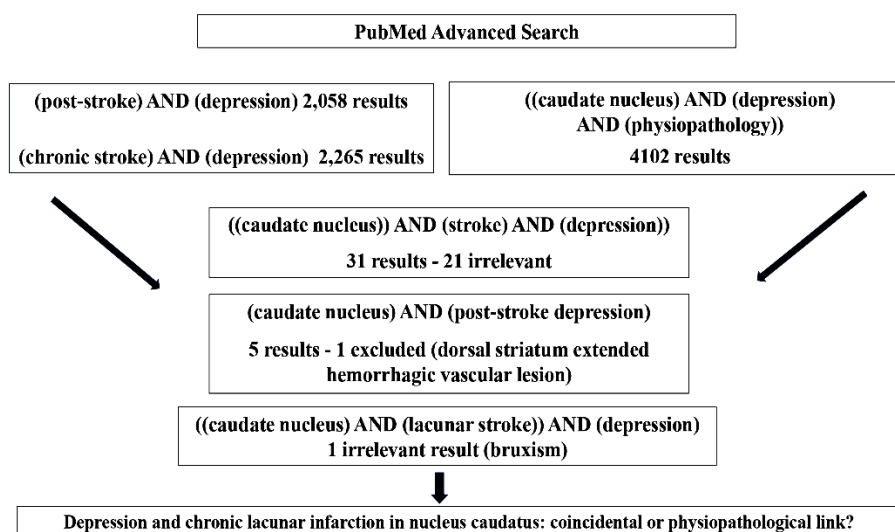 PubMed Advanced Search
(post-stroke) AND (depression) 2,058 results
(chronic stroke) AND (depression) 2,265 results
((caudate nucleus) AND (depression)
AND (physiopathology))
4102 results
((caudate nucleus)) AND (stroke) AND (depression))
31 results - 21 irrelevant
(caudate nucleus) AND (post-stroke depression)
5 results - 1 excluded (dorsal striatum extended
hemorrhagic vascular lesion)
((caudate nucleus) AND (lacunar stroke)) AND (depression)
1 irrelevant result (bruxism)
Depression and chronic lacunar infarction in nucleus caudatus: coincidental or physiopathological link?